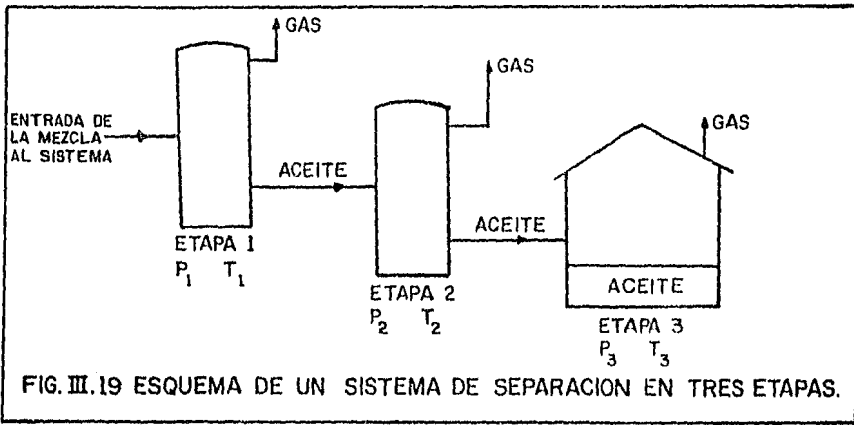 GAS
GAS
GAS
ENTRADA DE
LA MEZCLA
AL SISTEMA
ACEITE
ACEITE
ETAPA 1
P₁ T₁
ETAPA 2
P₂ T₂
ACEITE
ETAPA 3
P₃ T₃
FIG. III.19 ESQUEMA DE UN SISTEMA DE SEPARACION EN TRES ETAPAS.